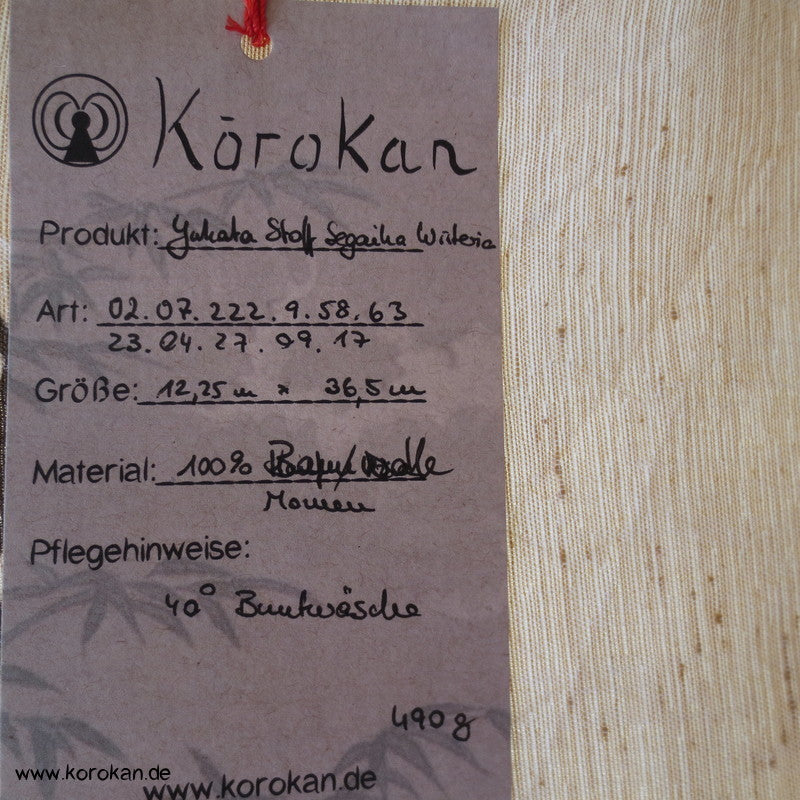 Kōrokan
Produkt: Yukata Stoff Segaiha Wisteria
Art: 02.07.222.9.58.63
23.04.27.09.17
Größe: 12,25 m x 36,5 cm
Material: 100% Baumwolle
Momen
Pflegehinweise:
40° Buntwäsche
490 g
www.korokan.de
www.korokan.de